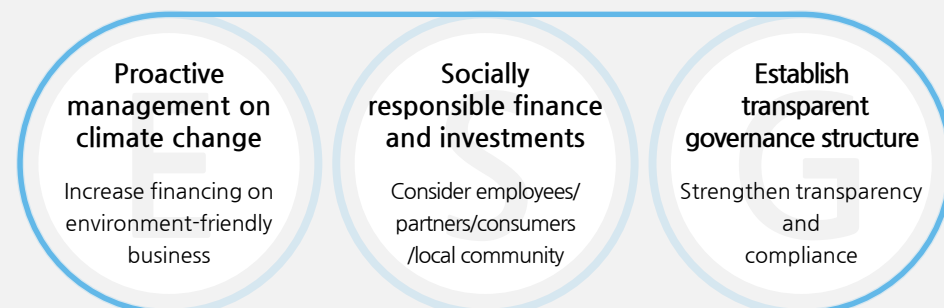 E
Proactive
management on
climate change
Increase financing on
environment-friendly
business
S
Socially
responsible finance
and investments
Consider employees/
partners/consumers
/local community
G
Establish
transparent
governance structure
Strengthen transparency
and
compliance